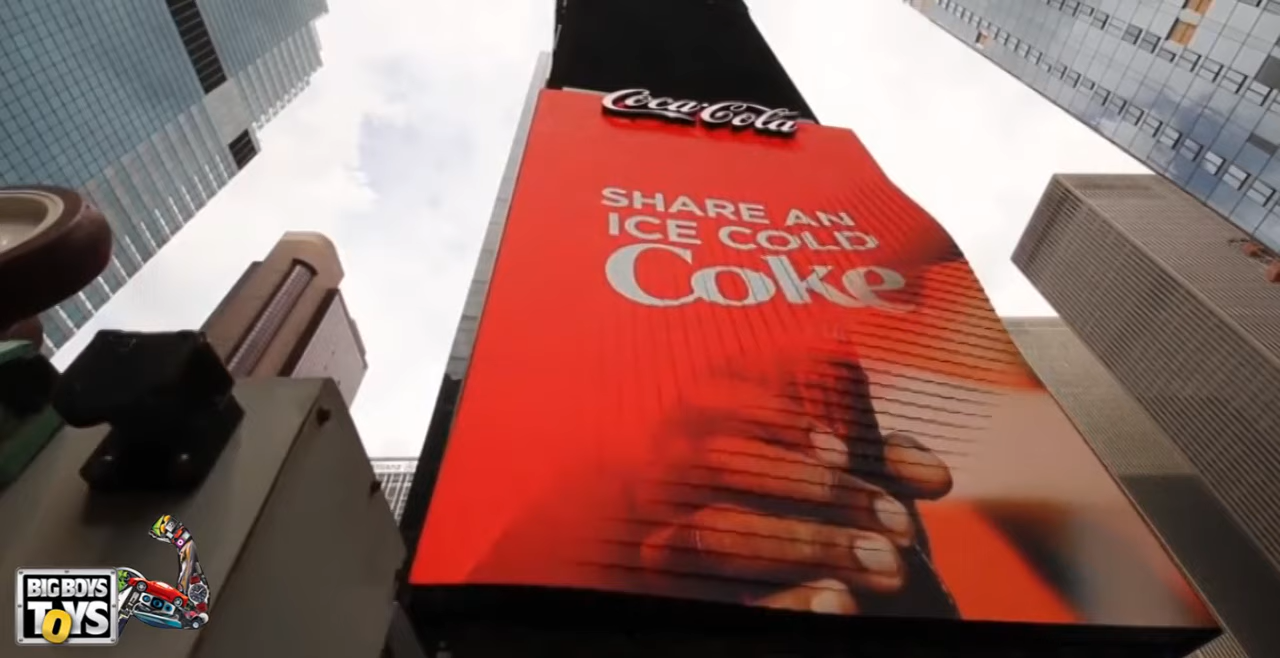 Coca-Cola
SHARE AN
ICE COLD
Coke
BIG BOYS
TOYS